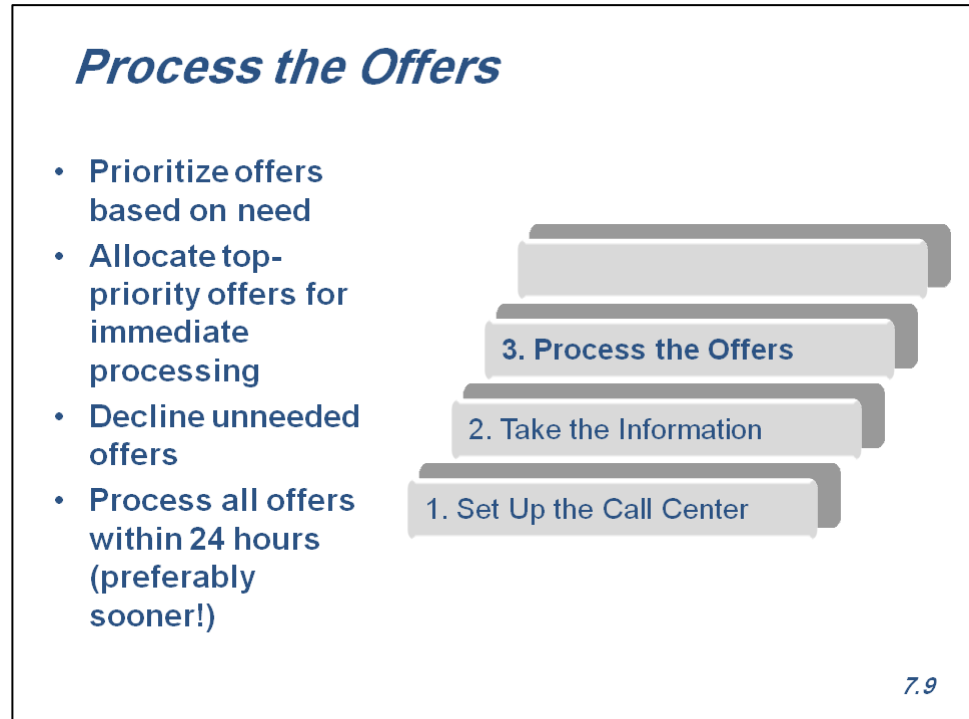 Process the Offers
• Prioritize offers
based on need
• Allocate top-
priority offers for
immediate
processing
• Decline unneeded
offers
• Process all offers
within 24 hours
(preferably
sooner!)
3. Process the Offers
2. Take the Information
1. Set Up the Call Center
7.9